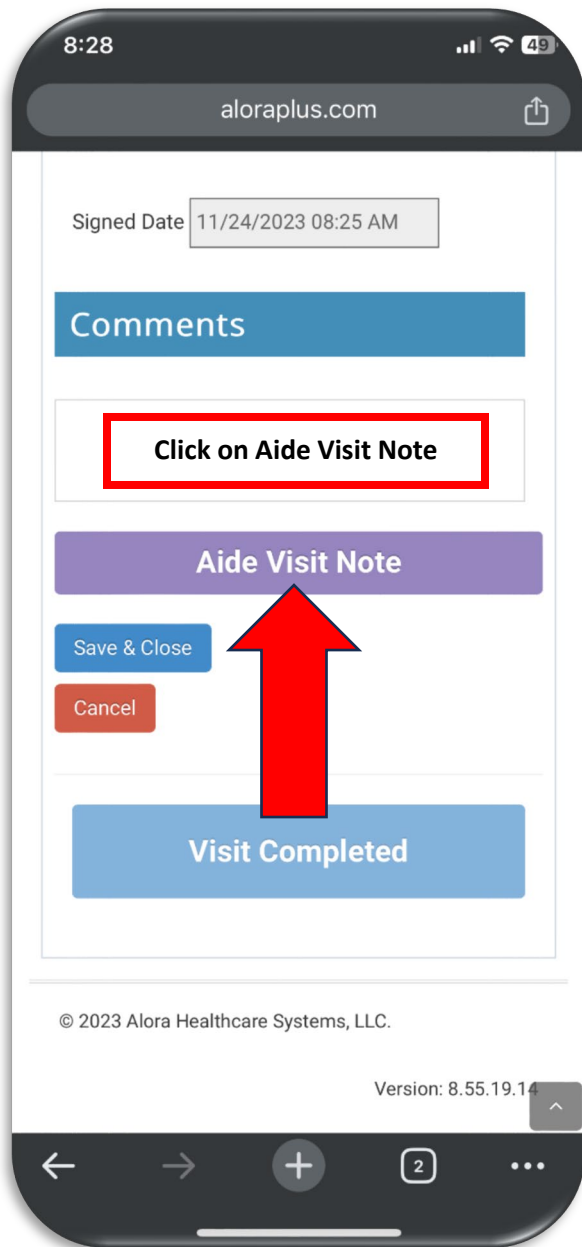 8:28
49
aloraplus.com
Signed Date 11/24/2023 08:25 AM
Comments
Click on Aide Visit Note
Aide Visit Note
Save & Close
Cancel
Visit Completed
© 2023 Alora Healthcare Systems, LLC.
Version: 8.55.19.14
2